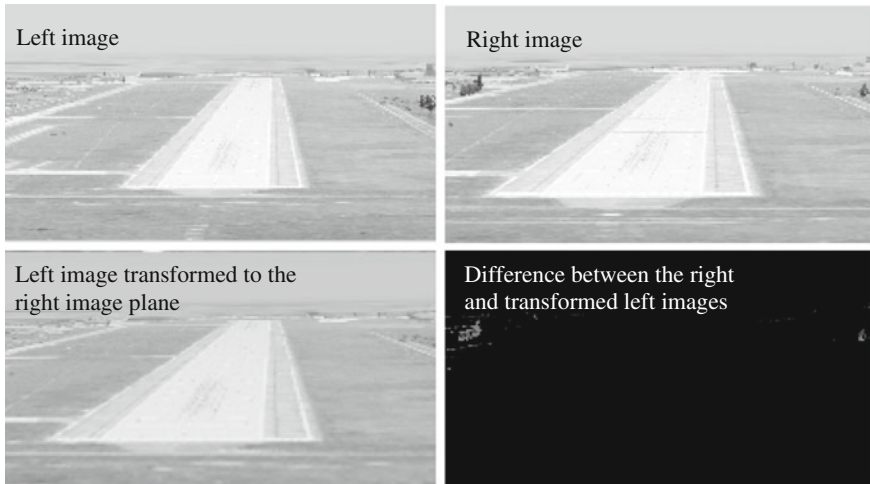 Left image
Right image
Left image transformed to the
right image plane
Difference between the right
and transformed left images